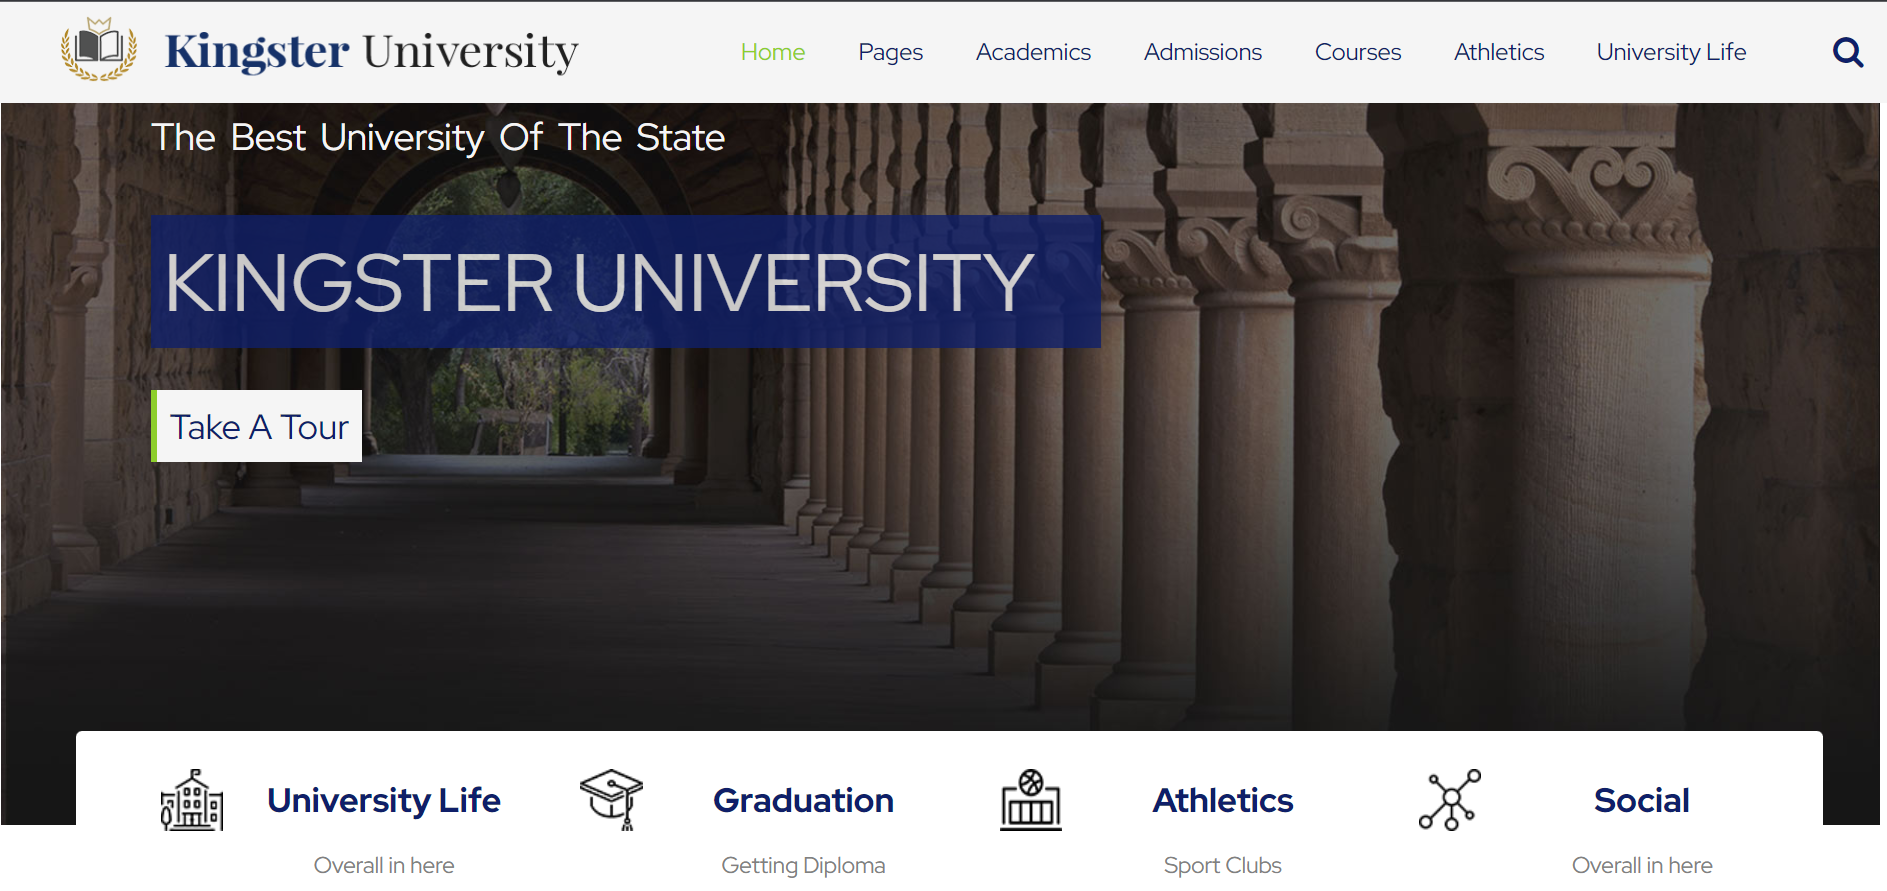 Kingster University
Home Pages Academics Admissions Courses Athletics University Life
The Best University Of The State
KINGSTER UNIVERSITY
Take A Tour
University Life Graduation Athletics Social
Overall in here Getting Diploma Sport Clubs Overall in here